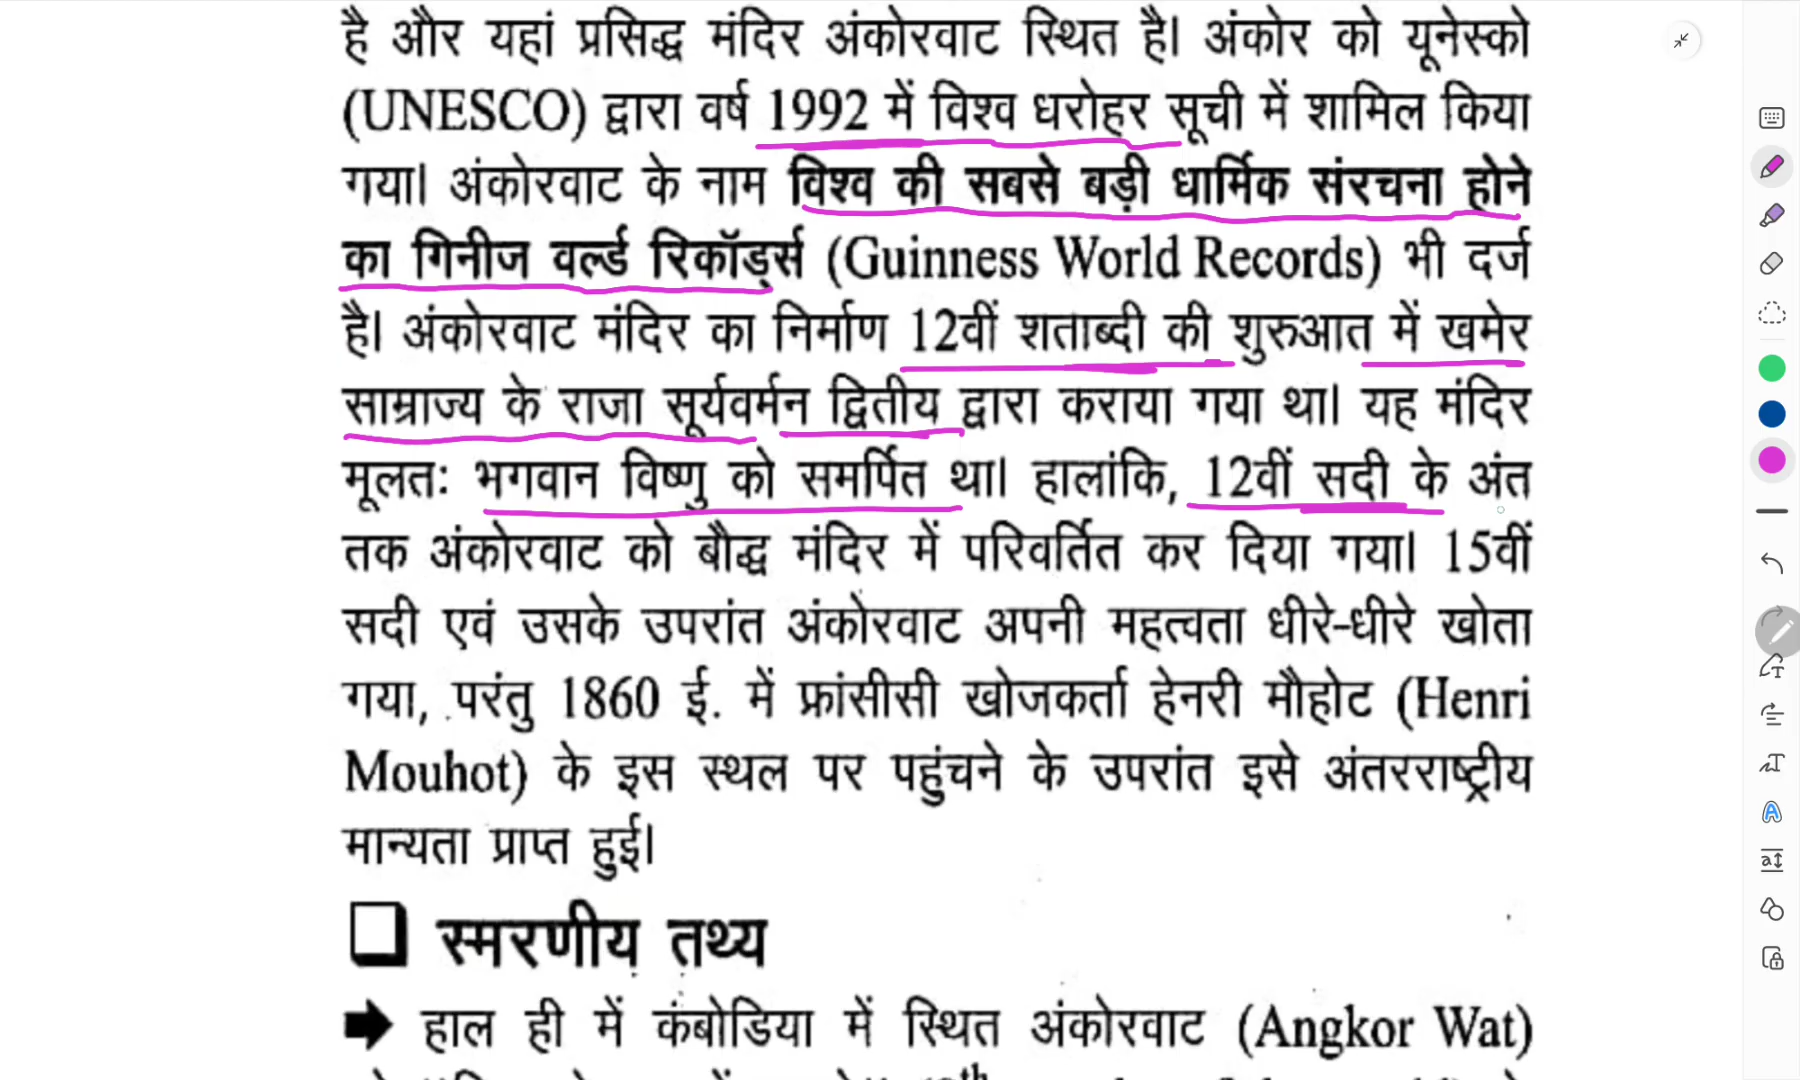 है और यहां प्रसिद्ध मंदिर अंकोरवाट स्थित है। अंकोर को यूनेस्को
(UNESCO) द्वारा वर्ष 1992 में विश्व धरोहर सूची में शामिल किया
गया। अंकोरवाट के नाम विश्व की सबसे बड़ी धार्मिक संरचना होने
का गिनीज वर्ल्ड रिकॉर्ड्स (Guinness World Records) भी दर्ज
है। अंकोरवाट मंदिर का निर्माण 12वीं शताब्दी की शुरुआत में खमेर
साम्राज्य के राजा सूर्यवर्मन द्वितीय द्वारा कराया गया था। यह मंदिर
मूलतः भगवान विष्णु को समर्पित था। हालांकि, 12वीं सदी के अंत
तक अंकोरवाट को बौद्ध मंदिर में परिवर्तित कर दिया गया। 15वीं
सदी एवं उसके उपरांत अंकोरवाट अपनी महत्वता धीरे-धीरे खोता
गया, परंतु 1860 ई. में फ्रांसीसी खोजकर्ता हेनरी मौहोट (Henri
Mouhot) के इस स्थल पर पहुंचने के उपरांत इसे अंतरराष्ट्रीय
मान्यता प्राप्त हुई।
स्मरणीय तथ्य
हाल ही में कंबोडिया में स्थित अंकोरवाट (Angkor Wat)